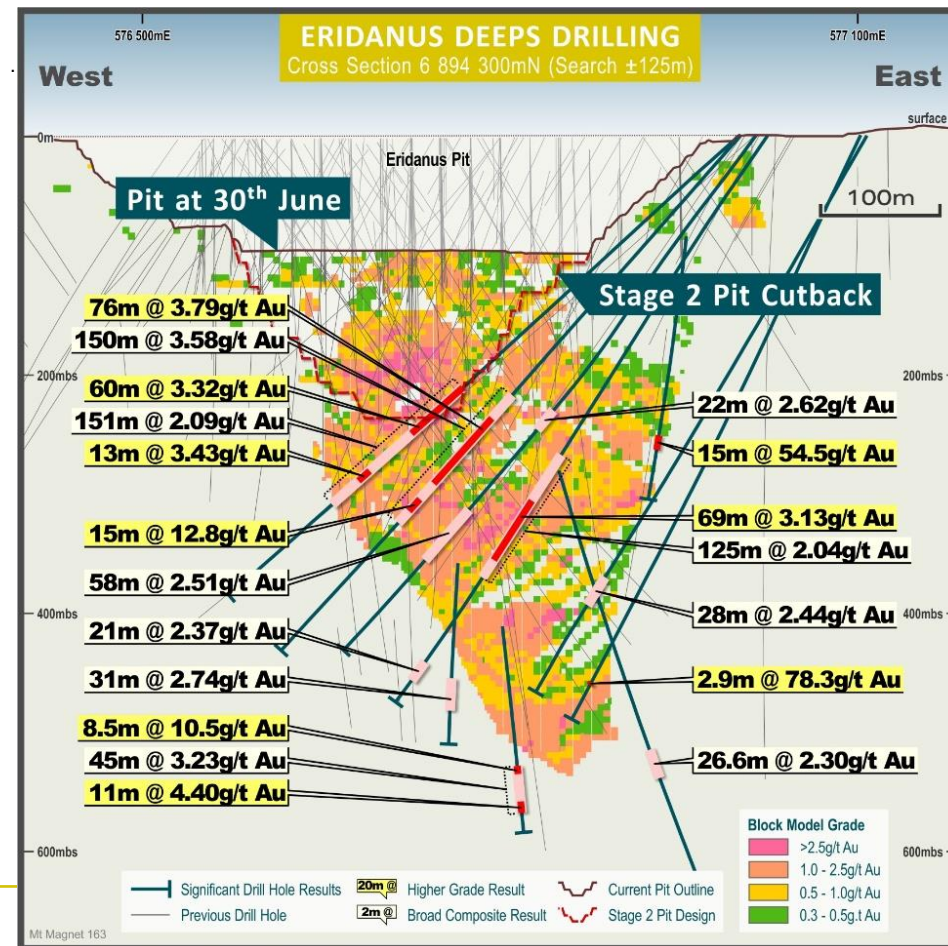 576 500mE
ERIDANUS DEEPS DRILLING
577 100mE
Cross Section 6 894 300mN (Search ±125m)
West
East
surface
0m
Eridanus Pit
Pit at 30th June
100m
Stage 2 Pit Cutback
76m @ 3.79g/t Au
150m @ 3.58g/t Au
200mbs
200mbs
60m @ 3.32g/t Au
151m @ 2.09g/t Au
13m @ 3.43g/t Au
15m @ 12.8g/t Au
58m @ 2.51g/t Au
21m @ 2.37g/t Au
31m @ 2.74g/t Au
8.5m @ 10.5g/t Au
45m @ 3.23g/t Au
11m @ 4.40g/t Au
22m @ 2.62g/t Au
15m @ 54.5g/t Au
69m @ 3.13g/t Au
125m @ 2.04g/t Au
400mbs
400mbs
28m @ 2.44g/t Au
2.9m @ 78.3g/t Au
26.6m @ 2.30g/t Au
600mbs
600mbs
Block Model Grade
>2.5g/t Au
1.0 - 2.5g/t Au
0.5 - 1.0g/t Au
0.3 - 0.5g.t Au
Significant Drill Hole Results
20m @ Higher Grade Result
Current Pit Outline
Previous Drill Hole
2m @ Broad Composite Result
Stage 2 Pit Design
Mt Magnet 163